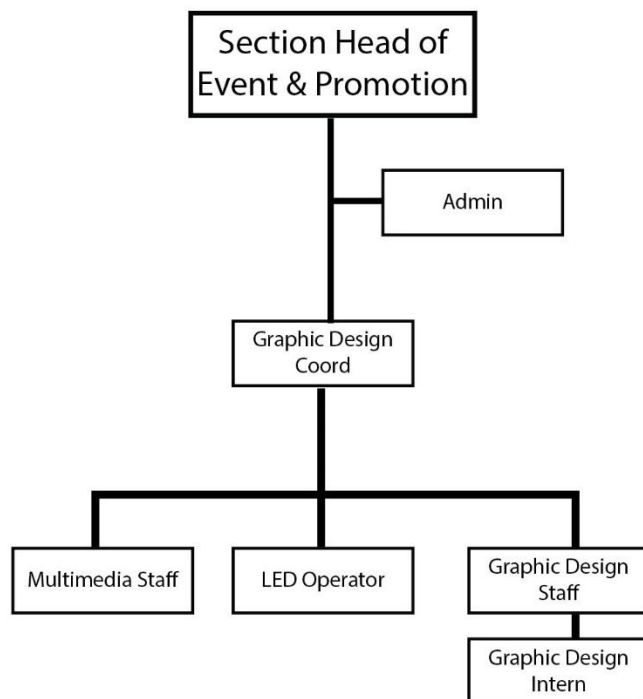 Section Head of
Event & Promotion
Admin
Graphic Design
Coord
Multimedia Staff
LED Operator
Graphic Design
Staff
Graphic Design
Intern